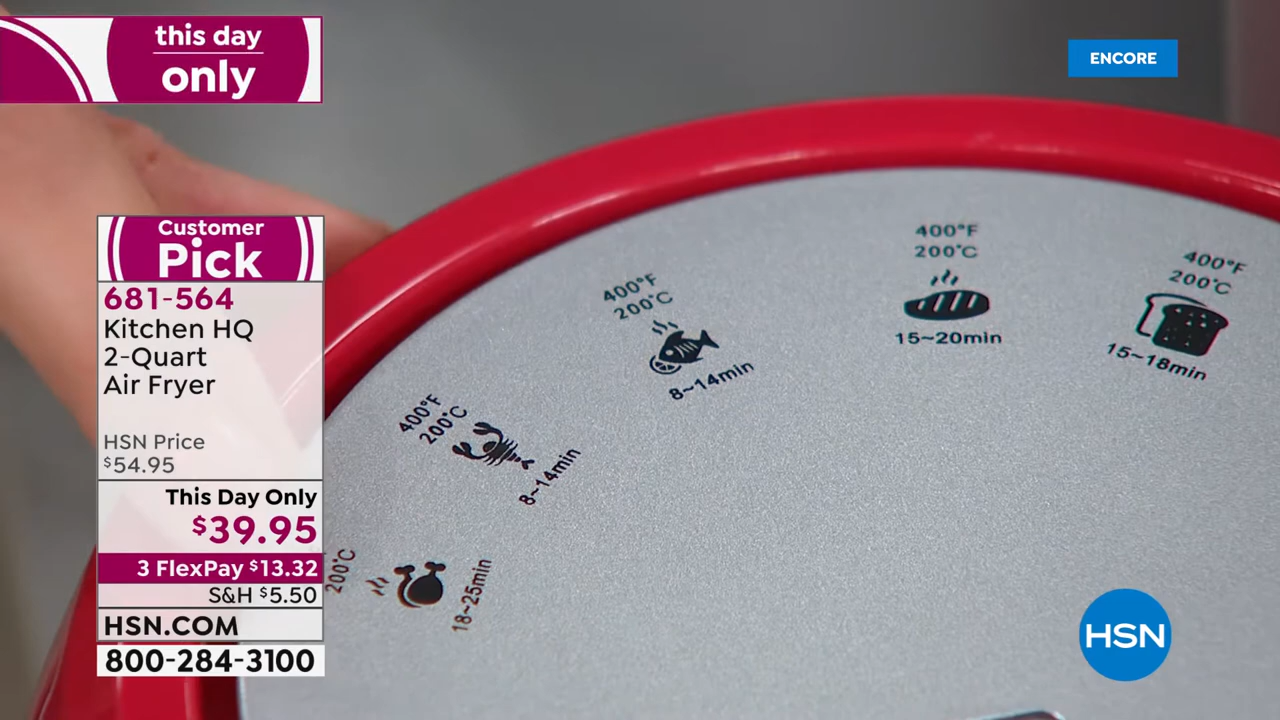 this day
only
ENCORE
Customer
Pick
681-564
Kitchen HQ
2-Quart
Air Fryer
HSN Price
$54.95
This Day Only
$39.95
3 FlexPay $13.32
S&H $5.50
HSN.COM
800-284-3100
200°C
18~25min
400°F
200°C
8~14min
400°F
200°C
8~14min
400°F
200°C
15~20min
400°F
200°C
15~18min
HSN